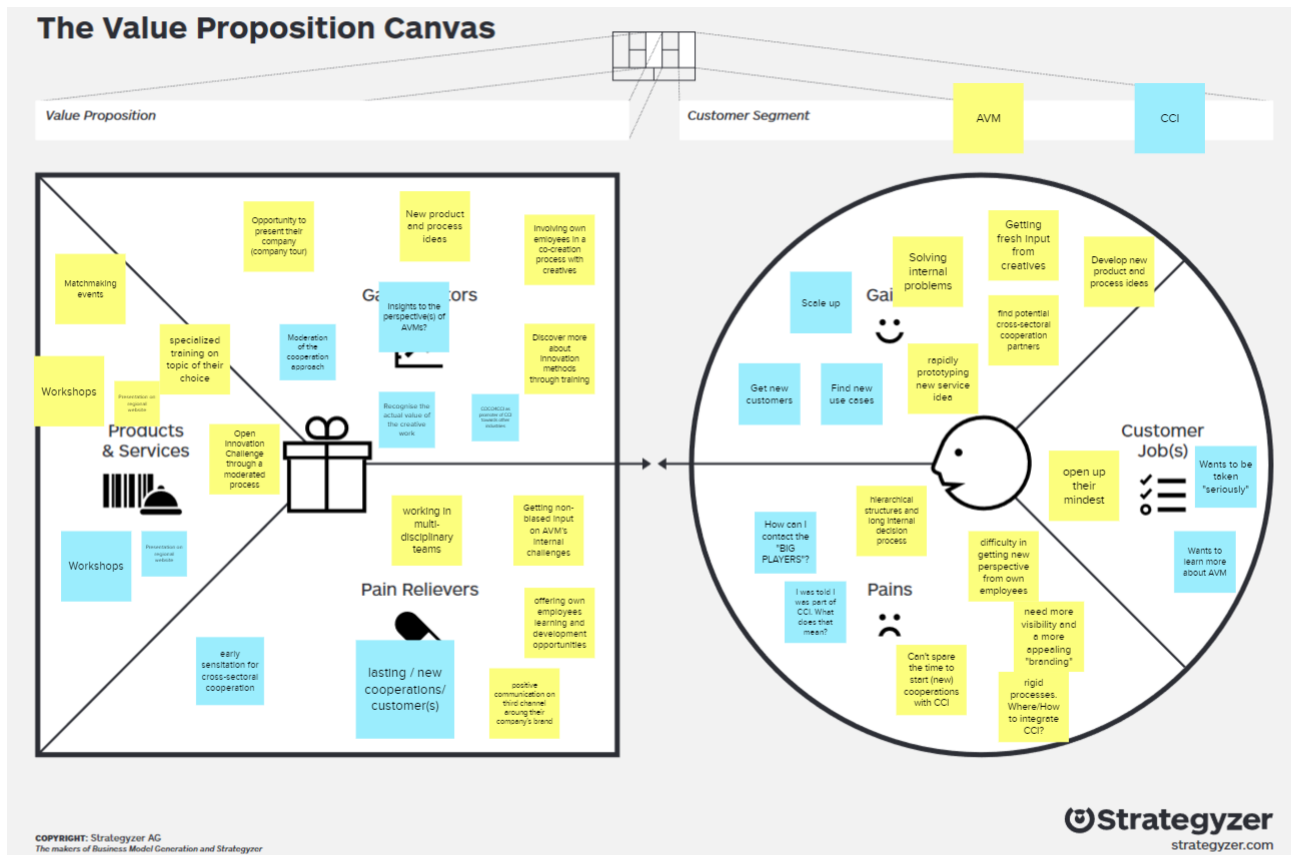 The Value Proposition Canvas
Value Proposition
Customer Segment
AVM
CCI
Opportunity to
present their
company
(company tour)
New product
and process
ideas
Involving own
emloyees in a
co-creation
process with
creatives
Matchmaking
events
Ga
tors
Insights to the
perspective(s) of
AVMs?
Moderation
of the
cooperation
approach
specialized
training on
topic of their
choice
Discover more
about
innovation
methods
through training
Workshops
Presentation on
regional
website
Recognise the
actual value of
the creative
work
Products
& Services
Open
Innovation
Challenge
through a
moderated
process
working in
multi-
disciplinary
teams
Getting non-
biased input
on AVM's
internal
challenges
Workshops
Presentation on
regional
website
Pain Relievers
offering own
employees
learning and
development
opportunities
early
sensitation for
cross-sectoral
cooperation
lasting / new
cooperations/
customer(s)
positive
communication on
third channel
aroung their
company's brand
Getting
fresh input
from
creatives
Solving
internal
problems
Develop new
product and
process ideas
Scale up
Gai
find potential
cross-sectoral
cooperation
partners
rapidly
prototyping
new service
idea
Get new
customers
Find new
use cases
Customer
Job(s)
open up
their
mindest
Wants to be
taken
"seriously"
Wants to
learn more
about AVM
hierarchical
structures and
long internal
decision
process
How can I
contact the
"BIG
PLAYERS"?
difficulty in
getting new
perspective
from own
employees
I was told I
was part of
CCI. What
does that
mean?
Pains
need more
visibility and
a more
appealing
"branding"
Can't spare
the time to
start (new)
cooperations
with CCI
rigid
processes.
Where/How
to integrate
CCI?
COPYRIGHT: Strategyzer AG
The makers of Business Model Generation and Strategyzer
Strategyzer
strategyzer.com